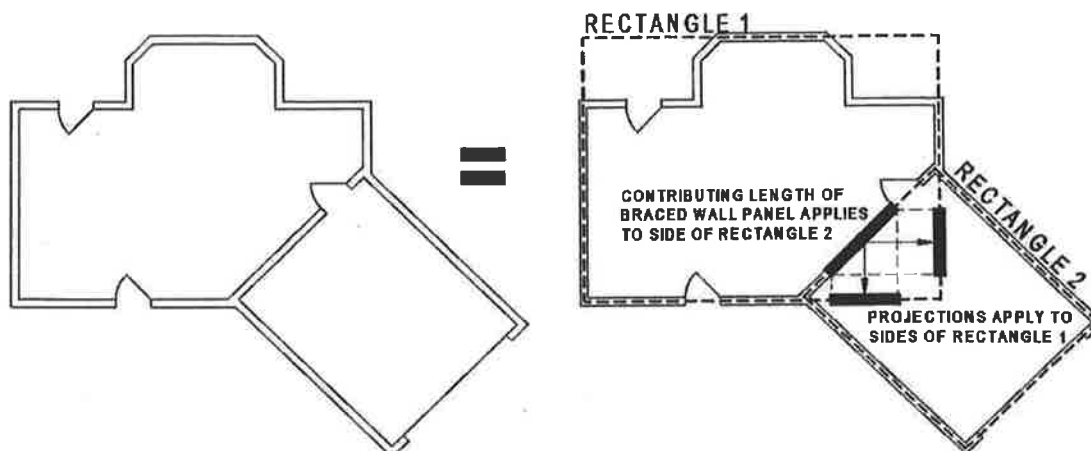 RECTANGLE 1
CONTRIBUTING LENGTH OF
BRACED WALL PANEL APPLIES
TO SIDE OF RECTANGLE 2
RECTANGLE 2
PROJECTIONS APPLY TO
SIDES OF RECTANGLE 1